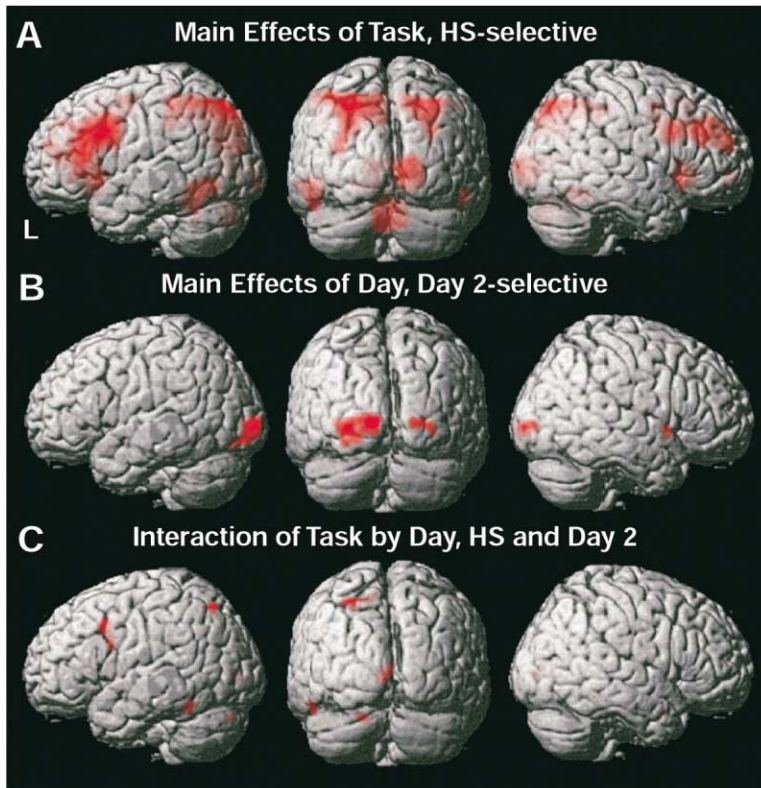 A
Main Effects of Task, HS-selective
L
B
Main Effects of Day, Day 2-selective
C
Interaction of Task by Day, HS and Day 2